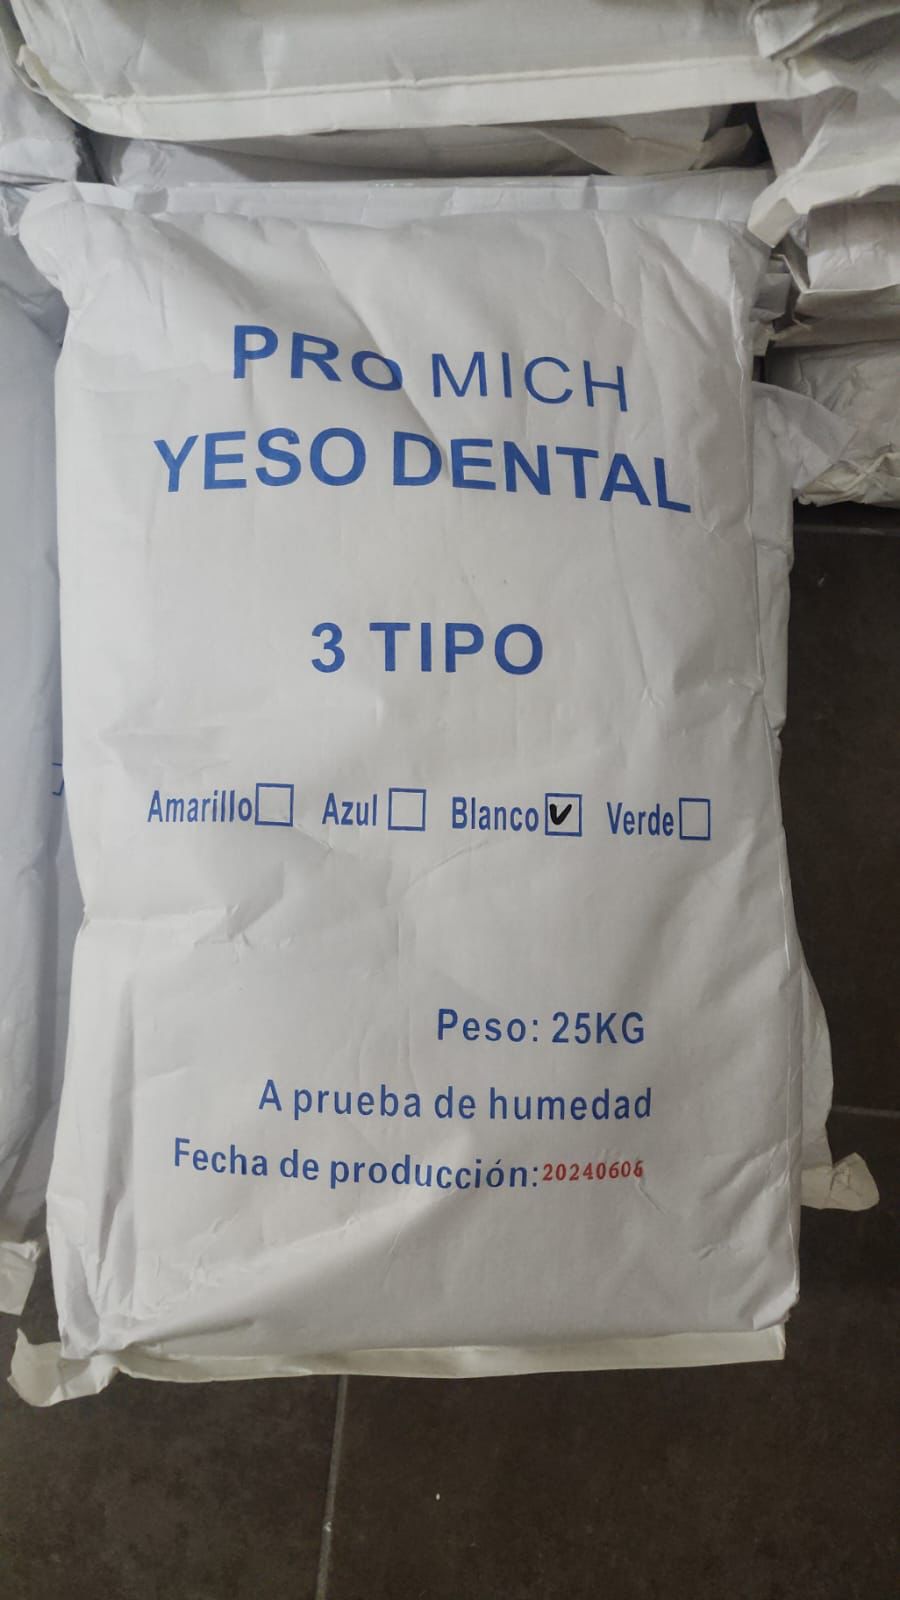 PRO MICH
YESO DENTAL
3 TIPO
Amarillo Azul Blanco Verde
Peso: 25KG
A prueba de humedad
Fecha de producción:20240606